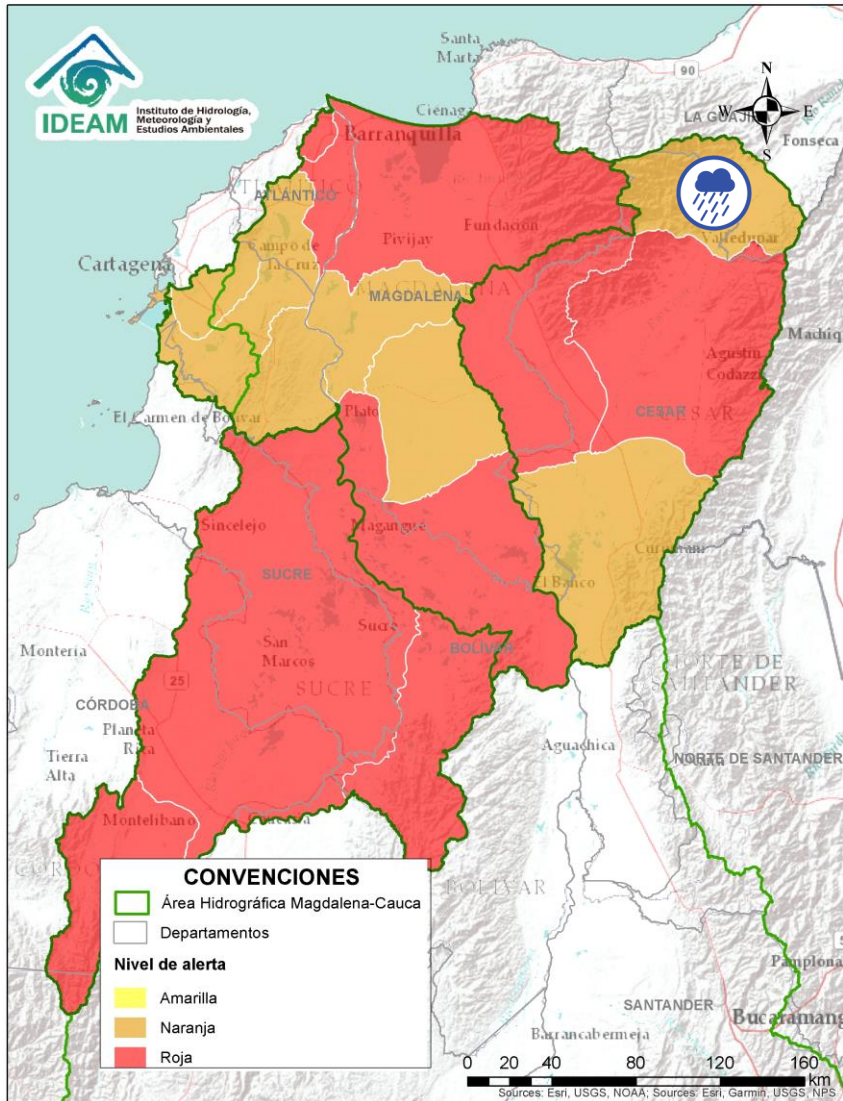 IDEAM
Instituto de Hidrología,
Meteorología y
Estudios Ambientales
Santa
Marta
90
N
W
E
S
LA GUAJIRA
Ciénaga
Fonseca
Barranquilla
ATLÁNTICO
Fundación
Valledupar
Cartagena
Campo de
la Cruz
Pivijay
MAGDALENA
Agustín
Codazzi
CESAR
CESAR
El Carmen de Bolívar
Plato
Sincelejo
Magangué
SUCRE
El Banco
Sucre
BOLÍVAR
Montería
San
Marcos
25
SUCRE
NORTE DE
SANTANDER
CÓRDOBA
Planeta
Rica
Tierra
Alta
Aguachica
NORTE DE SANTANDER
Montelíbano
BOLÍVAR
CONVENCIONES
Área Hidrográfica Magdalena-Cauca
Departamentos
Nivel de alerta
Amarilla
Naranja
Roja
Pamplona
SANTANDER
Bucaramang
Barrancabermeja
0 20 40 80 120 160
km
Sources: Esri, USGS, NOAA; Sources: Esri, Garmin, USGS, NPS